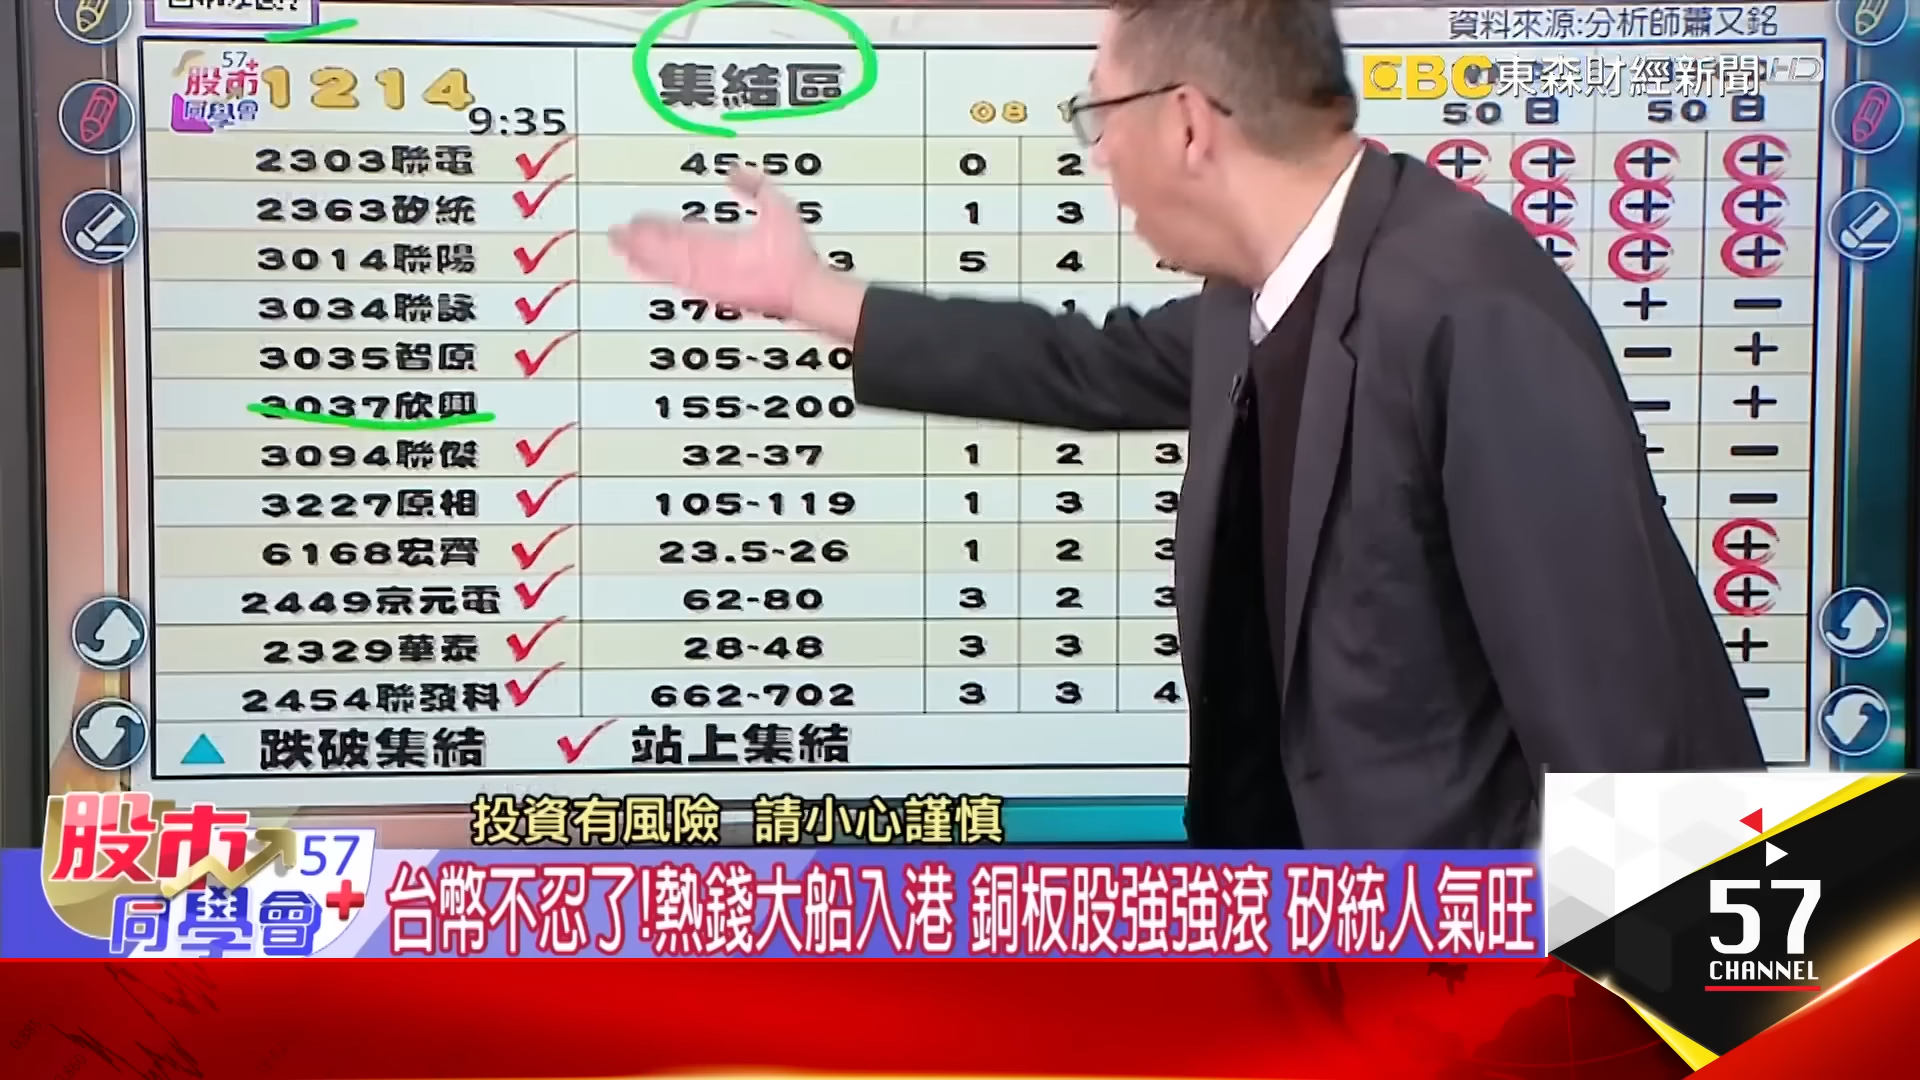 資料來源:分析師蕭又銘
57+
股市
同學會
1214
9:35
集結區
08
EBC東森財經新聞HD
50日
50日
2303聯電 ✓ 45-50 0 2 + + + +
2363矽統 ✓ 1 3 + + +
3014聯陽 ✓ 3 5 4 + + +
3034聯詠 ✓ 1 + −
3035智原 ✓ 305-340 − +
3037欣興 155-200 − +
3094聯傑 ✓ 32-37 1 2 3 −
3227原相 ✓ 105-119 1 3 3 −
6168宏齊 ✓ 23.5-26 1 2 3 +
2449京元電 ✓ 62-80 3 2 3 +
2329華泰 ✓ 28-48 3 3 3 +
2454聯發科 ✓ 662-702 3 3 4 −
▲ 跌破集結 ✓ 站上集結
投資有風險 請小心謹慎
股市57
同學會+
台幣不忍了!熱錢大船入港 銅板股強強滾 矽統人氣旺
57
CHANNEL